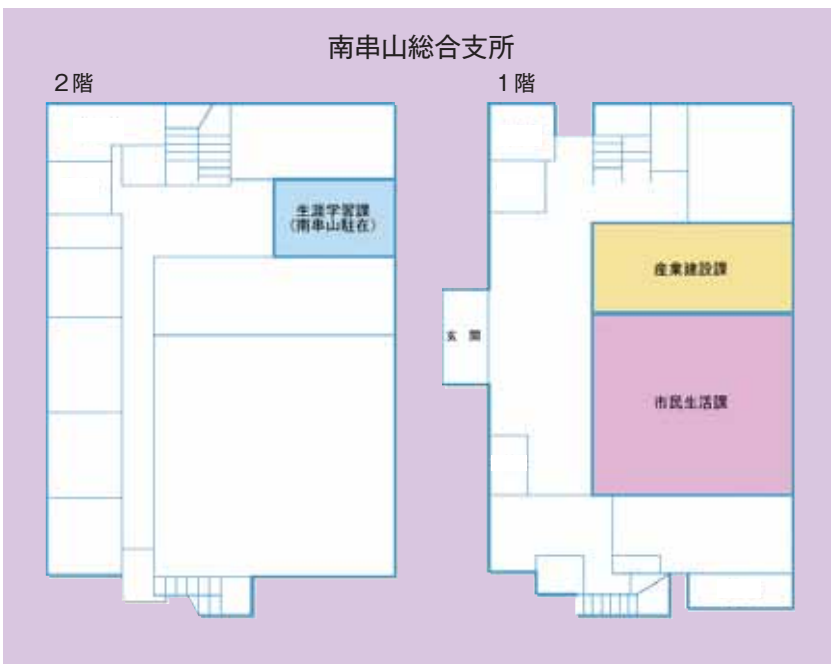 南串山総合支所
２階
１階
生涯学習課
(南串山駐在)
産業建設課
玄 関
市民生活課